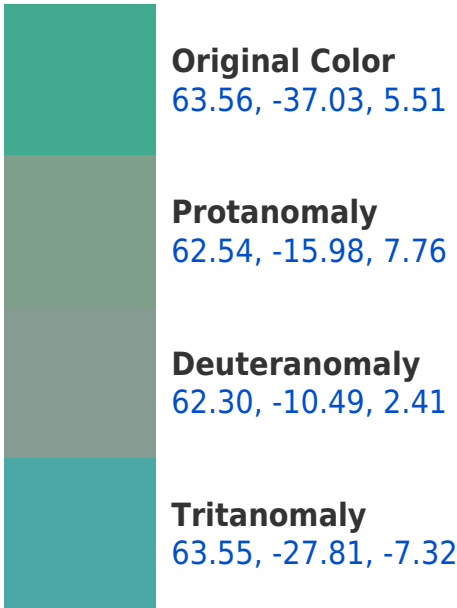 Original Color
63.56, -37.03, 5.51
Protanomaly
62.54, -15.98, 7.76
Deuteranomaly
62.30, -10.49, 2.41
Tritanomaly
63.55, -27.81, -7.32